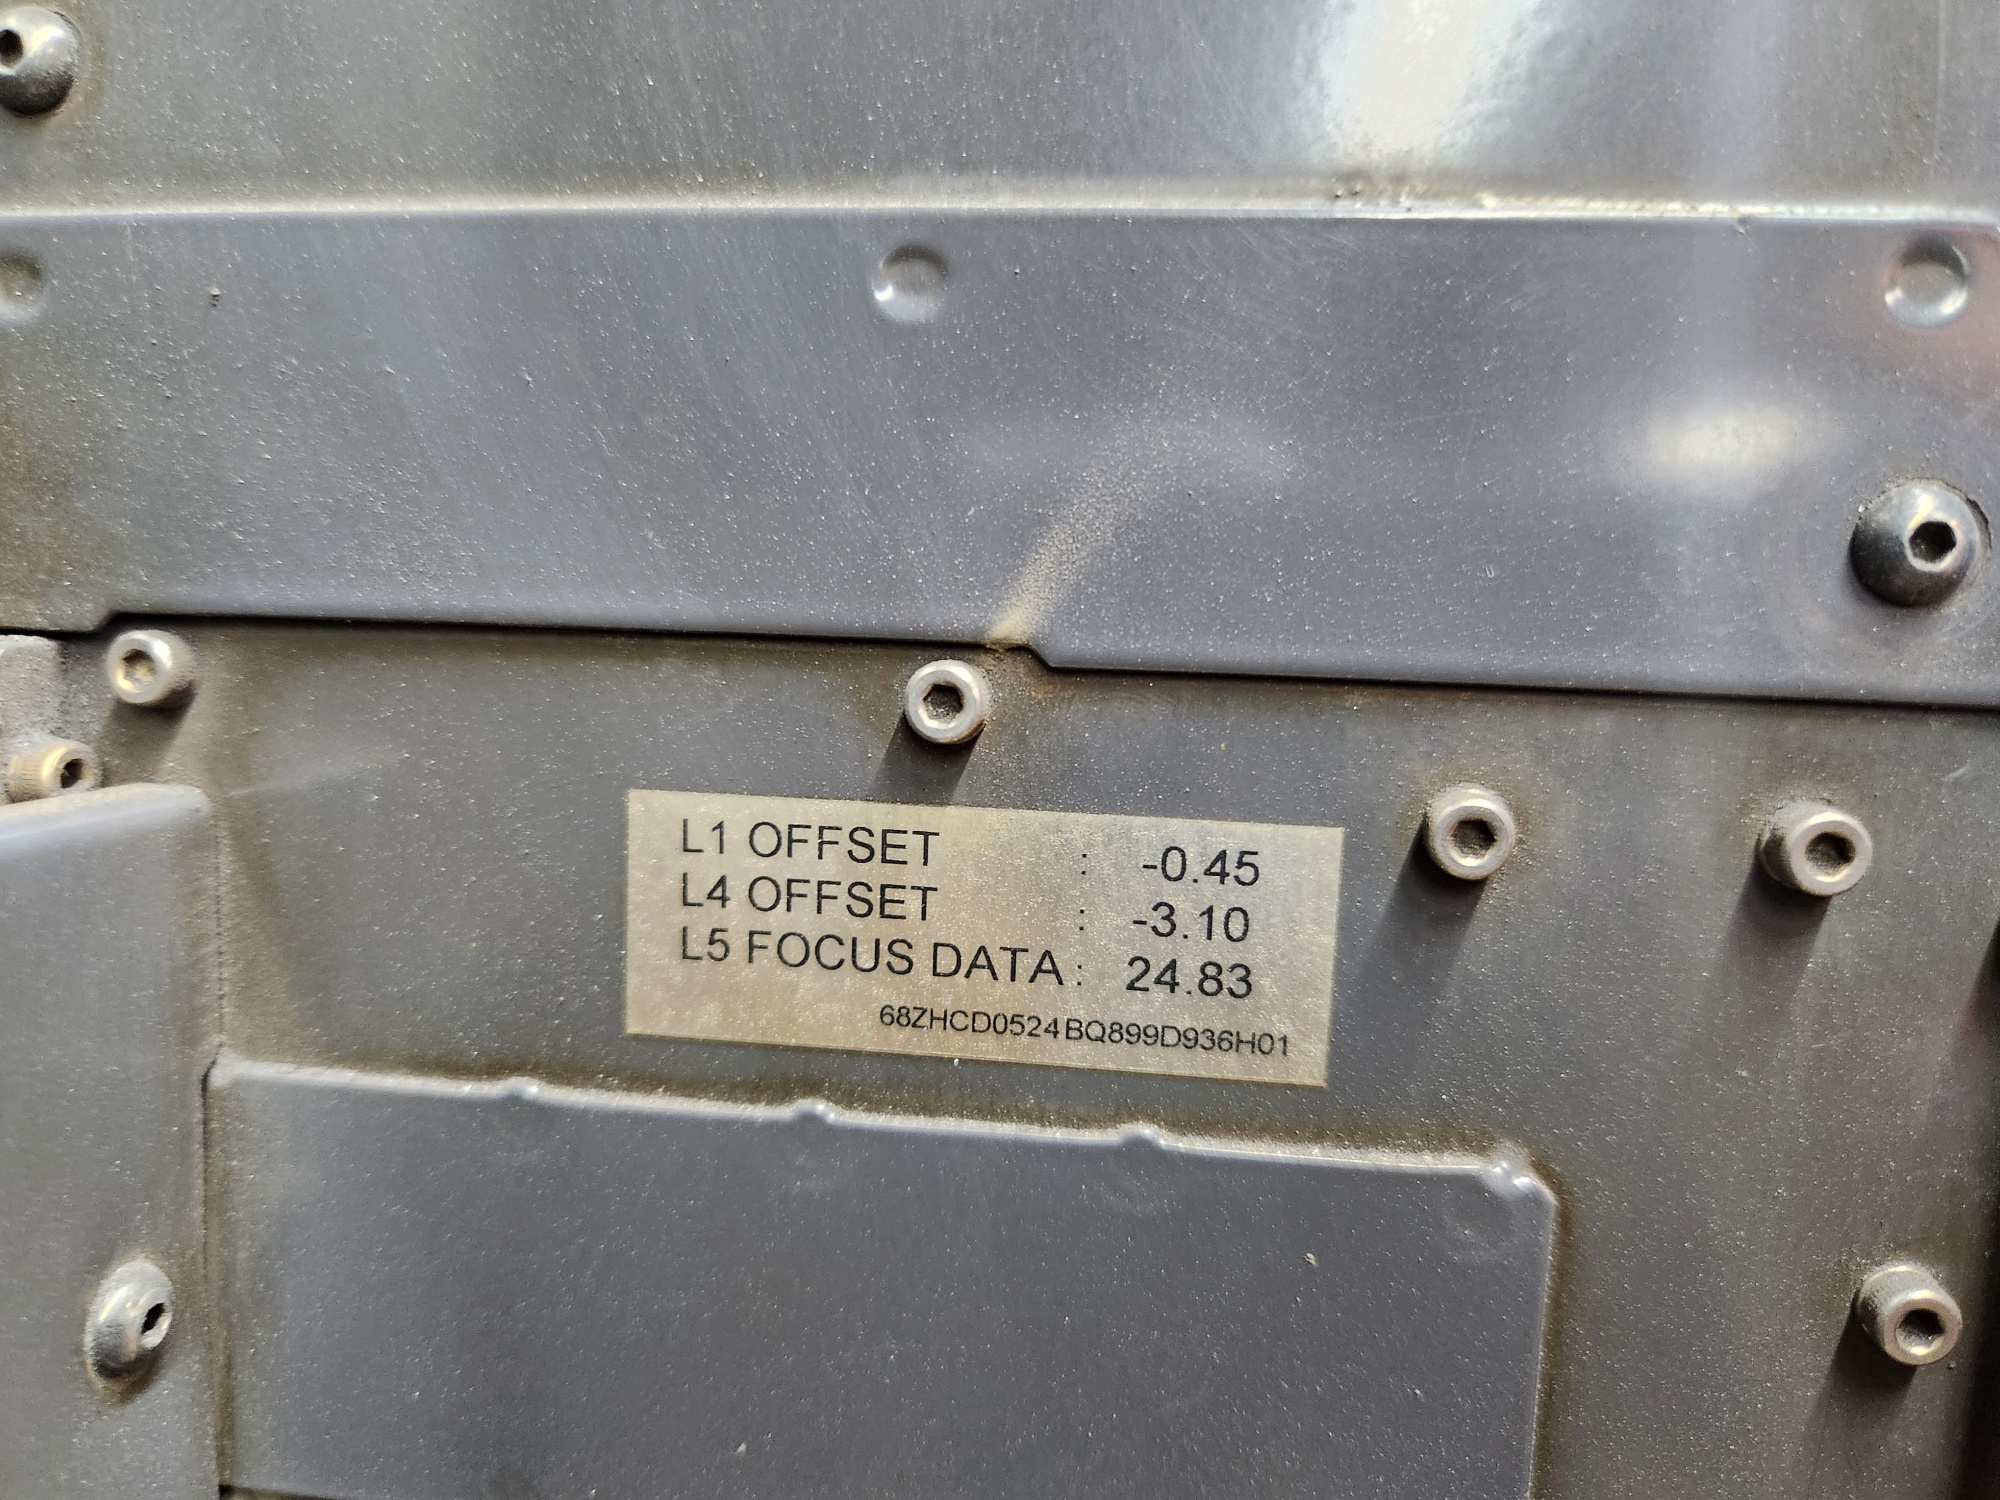 L1 OFFSET : -0.45
L4 OFFSET : -3.10
L5 FOCUS DATA : 24.83
68ZHCD0524BQ899D936H01